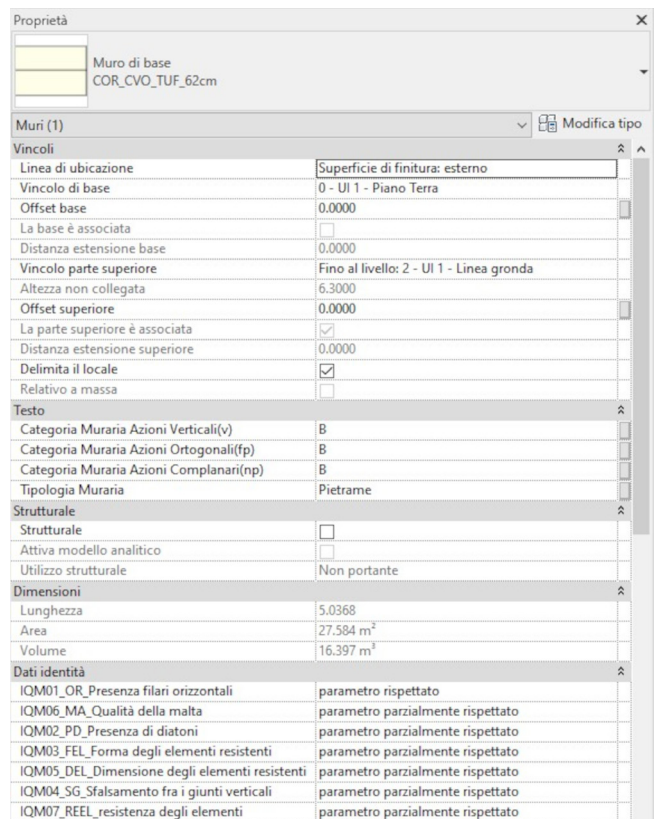 Proprietà
Muro di base
COR_CVO_TUF_62cm
Muri (1)
Modifica tipo
Vincoli
Linea di ubicazione Superficie di finitura: esterno
Vincolo di base 0 - UI 1 - Piano Terra
Offset base 0.0000
La base è associata
Distanza estensione base 0.0000
Vincolo parte superiore Fino al livello: 2 - UI 1 - Linea gronda
Altezza non collegata 6.3000
Offset superiore 0.0000
La parte superiore è associata
Distanza estensione superiore 0.0000
Delimita il locale
Relativo a massa
Testo
Categoria Muraria Azioni Verticali(v) B
Categoria Muraria Azioni Ortogonali(fp) B
Categoria Muraria Azioni Complanari(np) B
Tipologia Muraria Pietrame
Strutturale
Strutturale
Attiva modello analitico
Utilizzo strutturale Non portante
Dimensioni
Lunghezza 5.0368
Area 27.584 m²
Volume 16.397 m³
Dati identità
IQM01_OR_Presenza filari orizzontali parametro rispettato
IQM06_MA_Qualità della malta parametro parzialmente rispettato
IQM02_PD_Presenza di diatoni parametro parzialmente rispettato
IQM03_FEL_Forma degli elementi resistenti parametro parzialmente rispettato
IQM05_DEL_Dimensione degli elementi resistenti parametro parzialmente rispettato
IQM04_SG_Sfalsamento fra i giunti verticali parametro parzialmente rispettato
IQM07_REEL_resistenza degli elementi parametro parzialmente rispettato